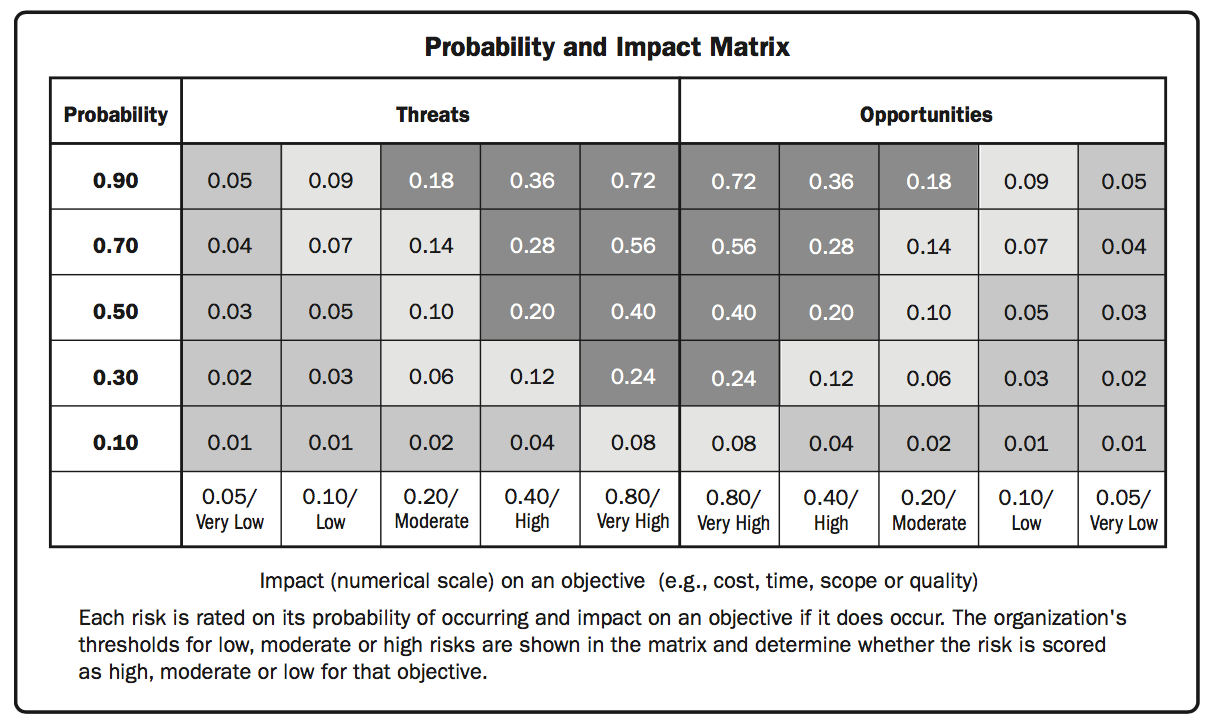 Probability and Impact Matrix
Probability Threats Opportunities
0.90 0.05 0.09 0.18 0.36 0.72 0.72 0.36 0.18 0.09 0.05
0.70 0.04 0.07 0.14 0.28 0.56 0.56 0.28 0.14 0.07 0.04
0.50 0.03 0.05 0.10 0.20 0.40 0.40 0.20 0.10 0.05 0.03
0.30 0.02 0.03 0.06 0.12 0.24 0.24 0.12 0.06 0.03 0.02
0.10 0.01 0.01 0.02 0.04 0.08 0.08 0.04 0.02 0.01 0.01
0.05/ 0.10/ 0.20/ 0.40/ 0.80/ 0.80/ 0.40/ 0.20/ 0.10/ 0.05/
Very Low Low Moderate High Very High Very High High Moderate Low Very Low
Impact (numerical scale) on an objective (e.g., cost, time, scope or quality)
Each risk is rated on its probability of occurring and impact on an objective if it does occur. The organization's
thresholds for low, moderate or high risks are shown in the matrix and determine whether the risk is scored
as high, moderate or low for that objective.